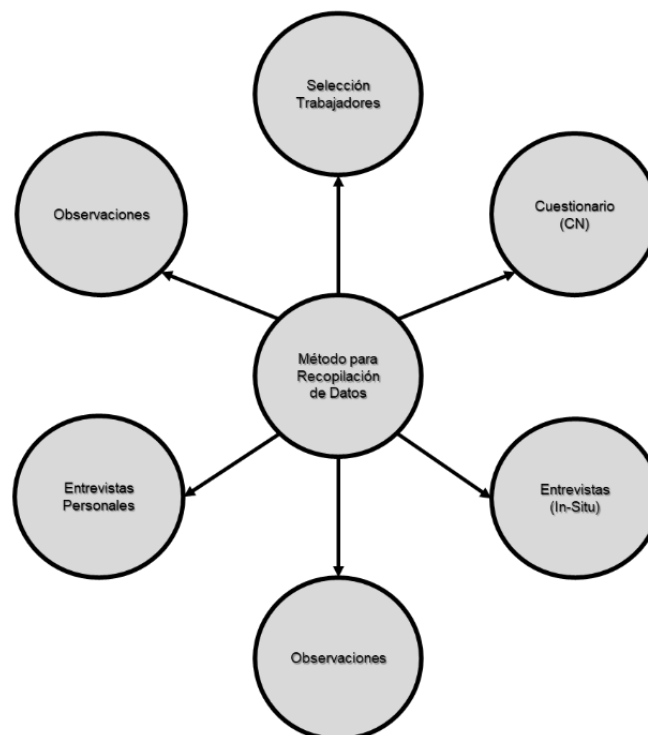 Selección
Trabajadores
Observaciones
Cuestionario
(CN)
Método para
Recopilación
de Datos
Entrevistas
Personales
Entrevistas
(In-Situ)
Observaciones